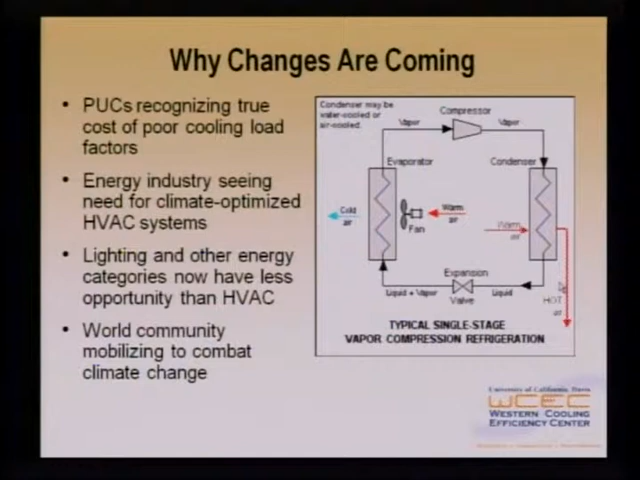 Why Changes Are Coming
• PUCs recognizing true
cost of poor cooling load
factors
• Energy industry seeing
need for climate-optimized
HVAC systems
• Lighting and other energy
categories now have less
opportunity than HVAC
• World community
mobilizing to combat
climate change
Condenser may be
water-cooled or
air-cooled.
Compressor
Vapor
Vapor
Evaporator
Condenser
Cold
air
Fan
Warm
air
Warm
air
Expansion
Valve
Liquid + Vapor
Liquid
HOT
air
TYPICAL SINGLE-STAGE
VAPOR COMPRESSION REFRIGERATION
University of California, Davis
WCEC
WESTERN COOLING
EFFICIENCY CENTER